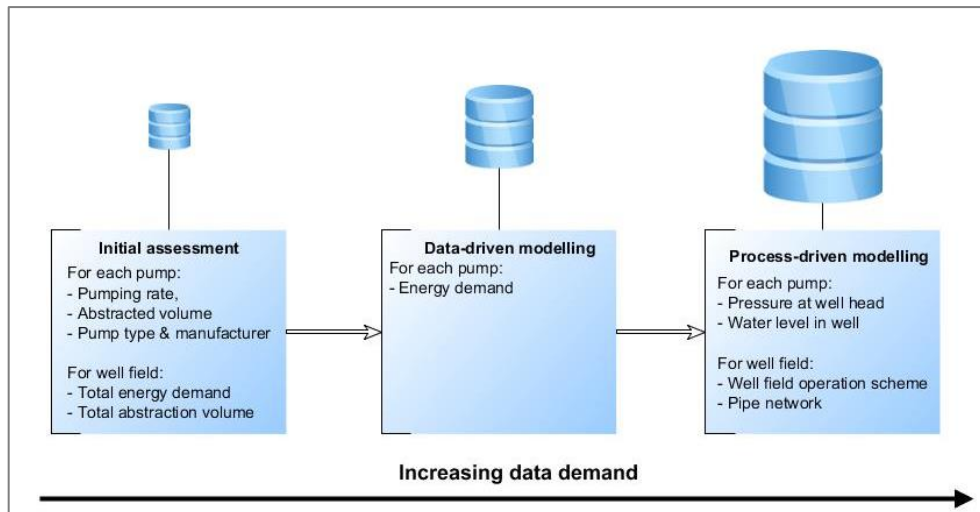 Initial assessment
For each pump:
- Pumping rate,
- Abstracted volume
- Pump type & manufacturer
For well field:
- Total energy demand
- Total abstraction volume
Data-driven modelling
For each pump:
- Energy demand
Process-driven modelling
For each pump:
- Pressure at well head
- Water level in well
For well field:
- Well field operation scheme
- Pipe network
Increasing data demand